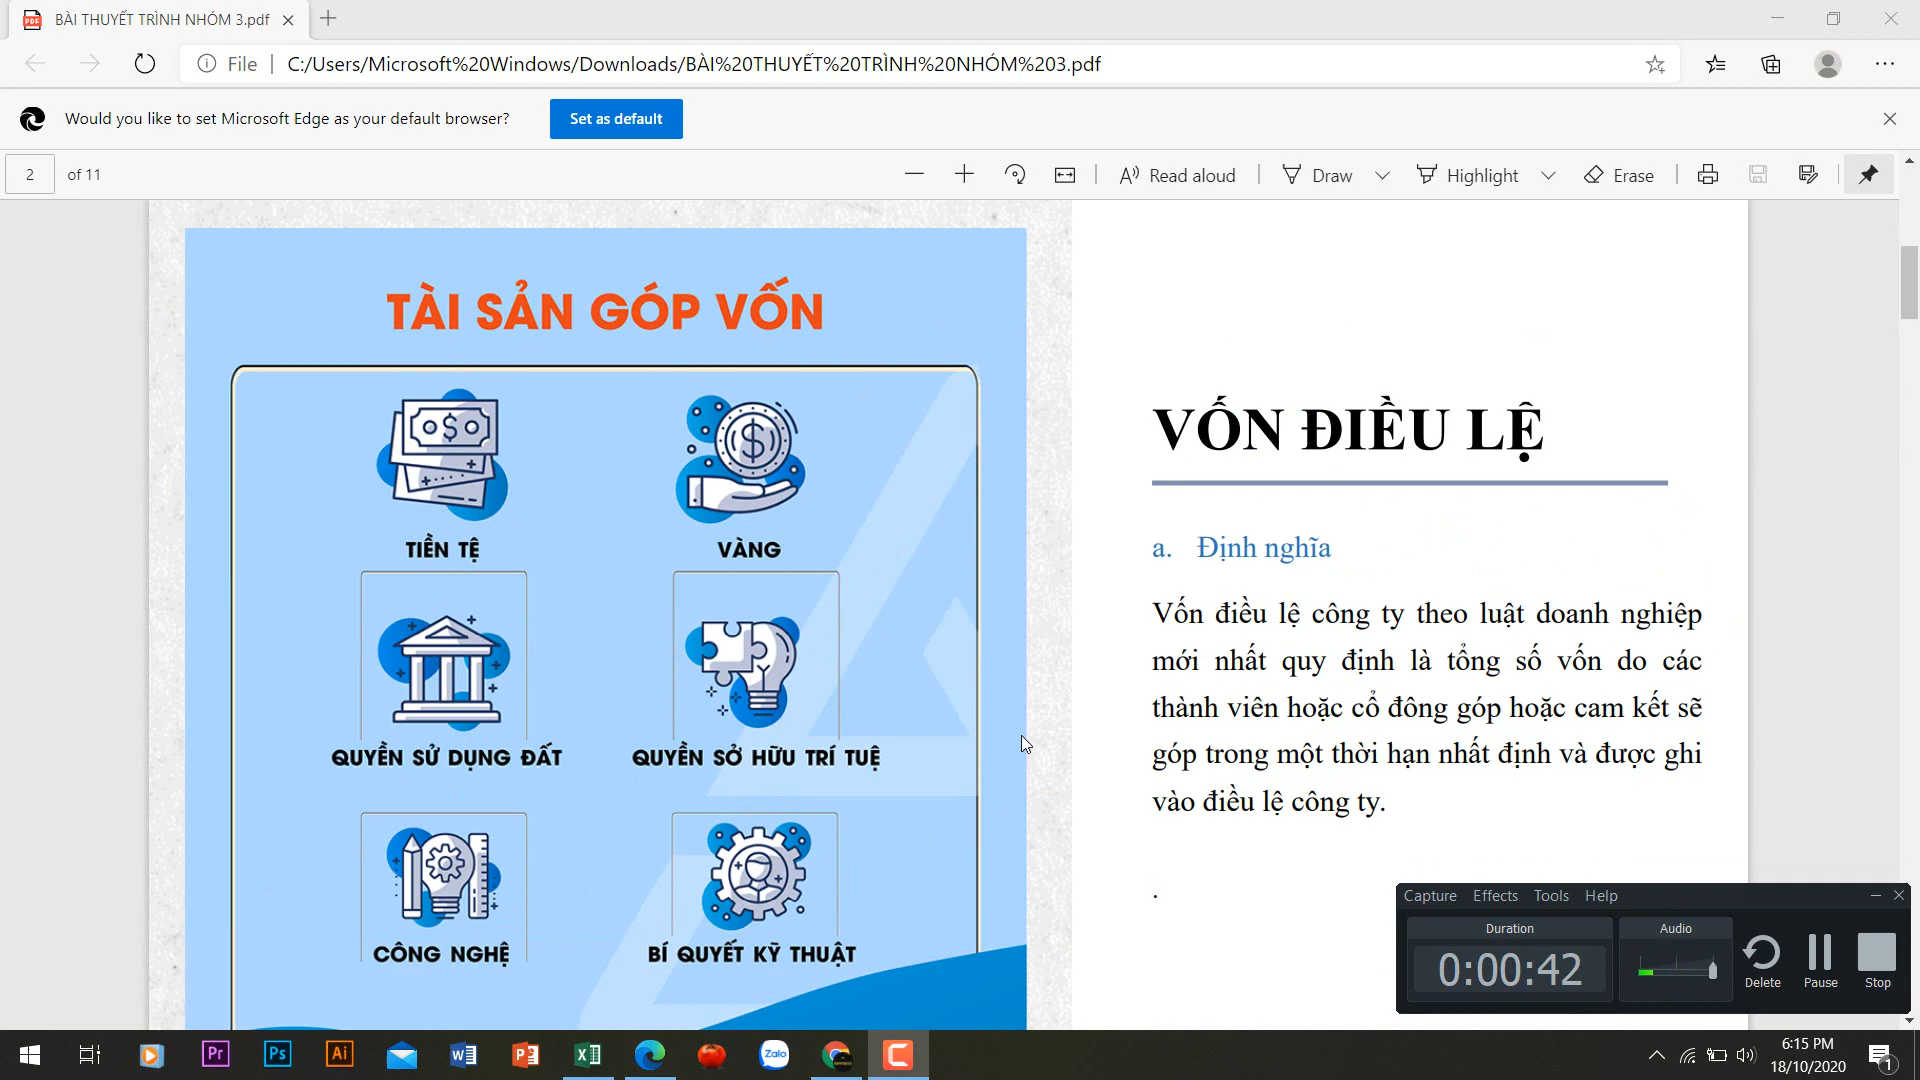 BÀI THUYẾT TRÌNH NHÓM 3.pdf
File
C:/Users/Microsoft%20Windows/Downloads/BÀI%20THUYẾT%20TRÌNH%20NHÓM%203.pdf
Would you like to set Microsoft Edge as your default browser?
Set as default
2 of 11
Read aloud
Draw
Highlight
Erase
TÀI SẢN GÓP VỐN
TIỀN TỆ
VÀNG
QUYỀN SỬ DỤNG ĐẤT
QUYỀN SỞ HỮU TRÍ TUỆ
CÔNG NGHỆ
BÍ QUYẾT KỸ THUẬT
VỐN ĐIỀU LỆ
a. Định nghĩa
Vốn điều lệ công ty theo luật doanh nghiệp
mới nhất quy định là tổng số vốn do các
thành viên hoặc cổ đông góp hoặc cam kết sẽ
góp trong một thời hạn nhất định và được ghi
vào điều lệ công ty.
.
Capture Effects Tools Help
Duration
0:00:42
Audio
Delete
Pause
Stop
Pr
Ps
Ai
Zalo
6:15 PM
18/10/2020
1